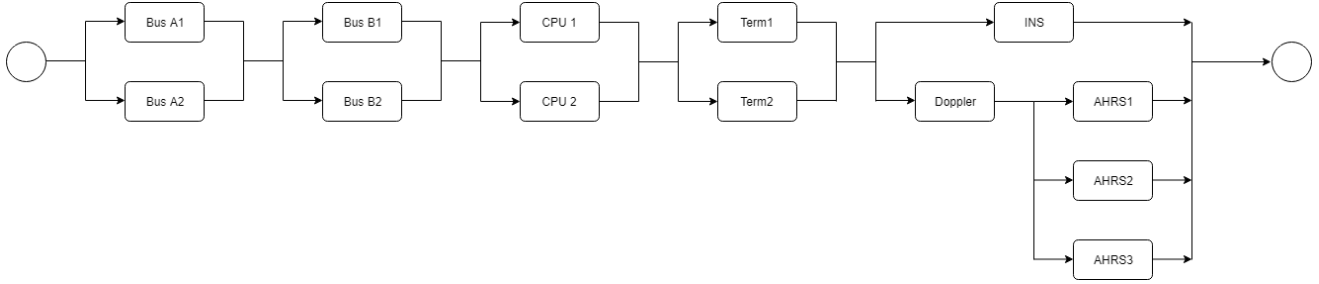 Bus A1
Bus B1
CPU 1
Term1
INS
Bus A2
Bus B2
CPU 2
Term2
Doppler
AHRS1
AHRS2
AHRS3